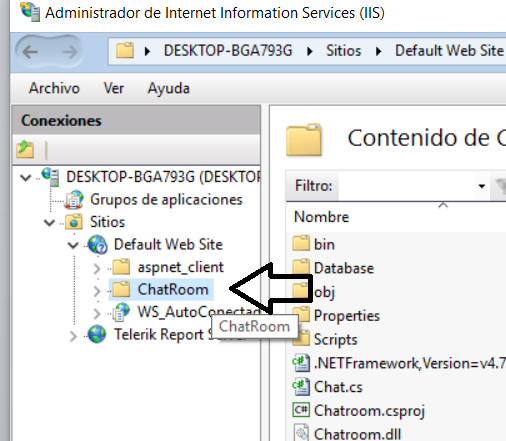 Administrador de Internet Information Services (IIS)
DESKTOP-BGA793G Sitios Default Web Site
Archivo Ver Ayuda
Conexiones
DESKTOP-BGA793G (DESKTOP
Grupos de aplicaciones
Sitios
Default Web Site
aspnet_client
ChatRoom
WS_AutoConectad
ChatRoom
Telerik Report Server
Contenido de C
Filtro:
Nombre
bin
Database
obj
Properties
Scripts
.NETFramework,Version=v4.7
Chat.cs
Chatroom.csproj
Chatroom.dll